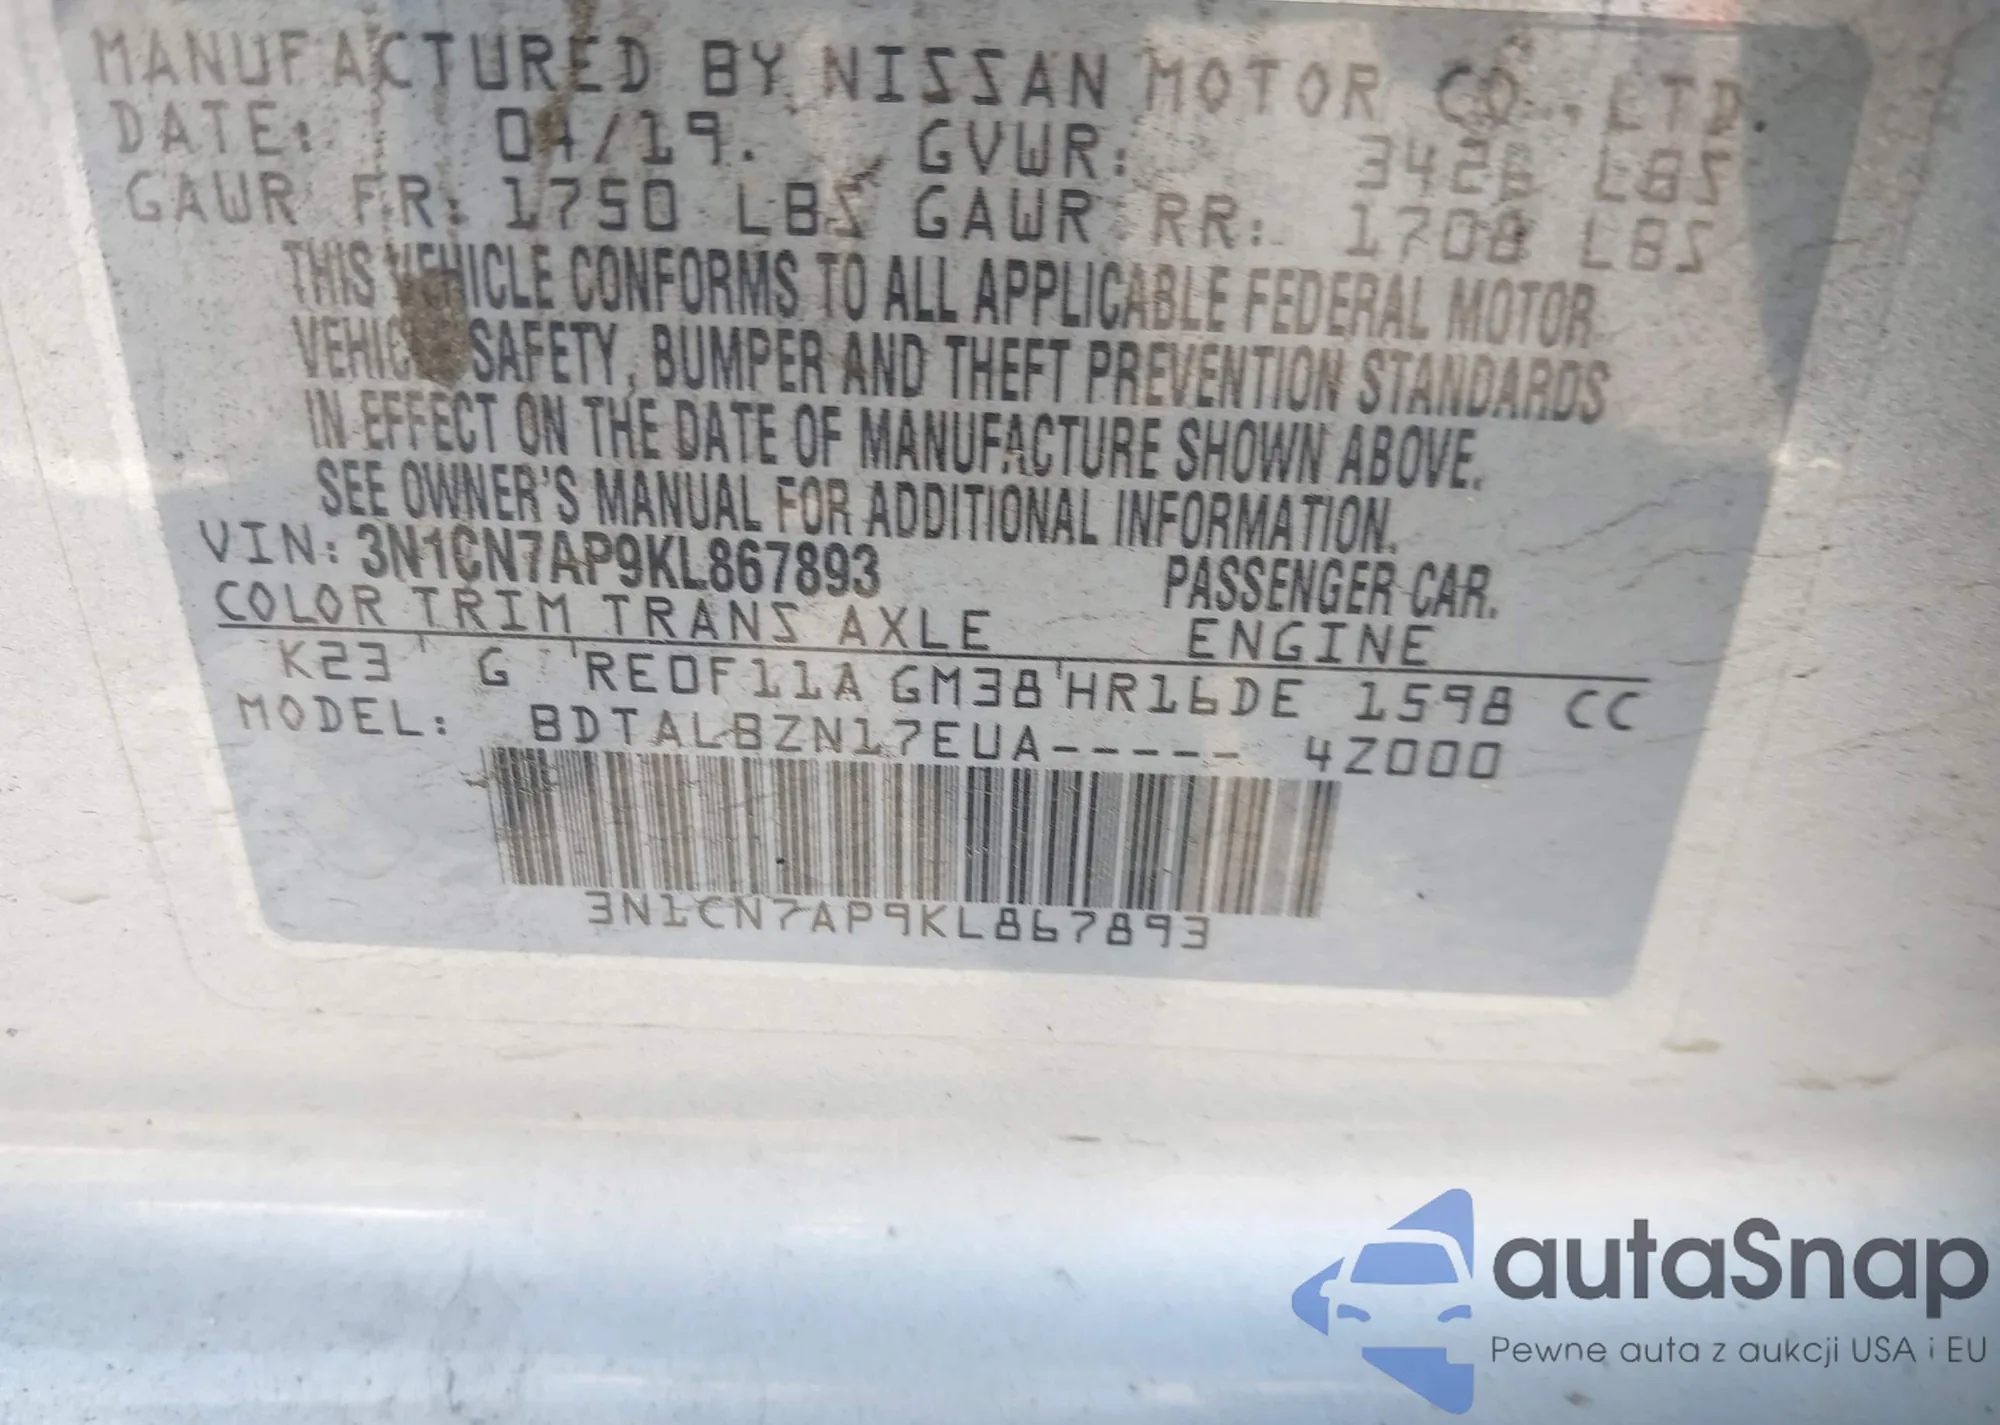 MANUFACTURED BY NISSAN MOTOR CO., LTD.
DATE: 04/19. GVWR: 3426 LBS
GAWR FR: 1750 LBS GAWR RR: 1708 LBS
THIS VEHICLE CONFORMS TO ALL APPLICABLE FEDERAL MOTOR
VEHICLE SAFETY, BUMPER AND THEFT PREVENTION STANDARDS
IN EFFECT ON THE DATE OF MANUFACTURE SHOWN ABOVE.
SEE OWNER'S MANUAL FOR ADDITIONAL INFORMATION.
VIN: 3N1CN7AP9KL867893 PASSENGER CAR.
COLOR TRIM TRANS AXLE ENGINE
K23 G RE0F11A GM38 HR16DE 1598 CC
MODEL: BDTALBZN17EUA----- 4Z000
3N1CN7AP9KL867893
autaSnap
Pewne auta z aukcji USA i EU